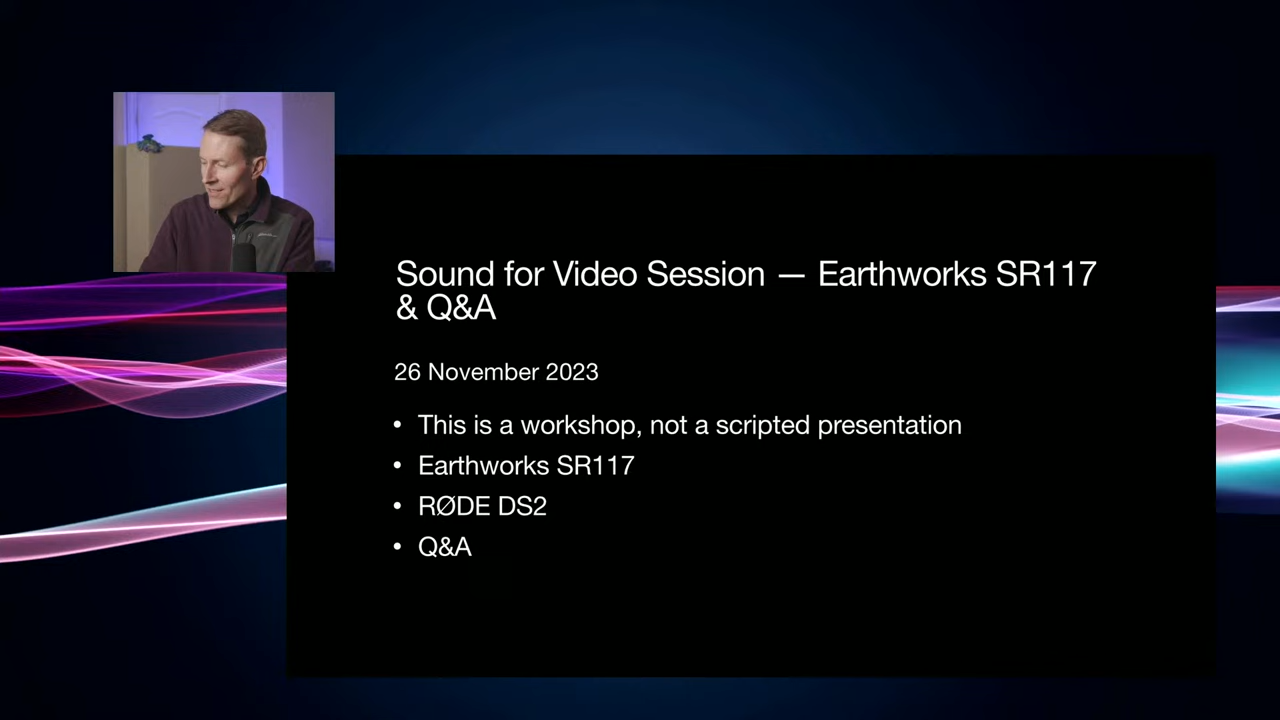 Sound for Video Session — Earthworks SR117
& Q&A
26 November 2023
• This is a workshop, not a scripted presentation
• Earthworks SR117
• RØDE DS2
• Q&A